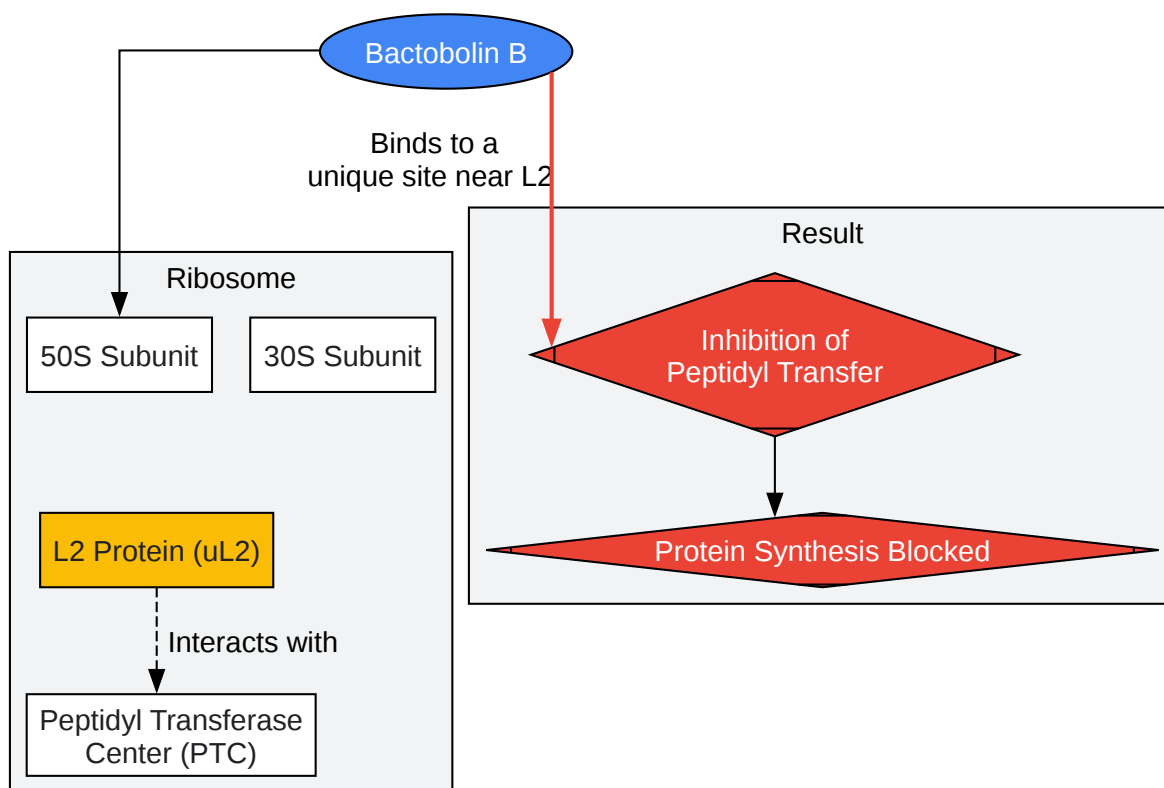 Bactobolin B
Binds to a
unique site near L2
Ribosome
50S Subunit
30S Subunit
L2 Protein (uL2)
Interacts with
Peptidyl Transferase
Center (PTC)
Result
Inhibition of
Peptidyl Transfer
Protein Synthesis Blocked